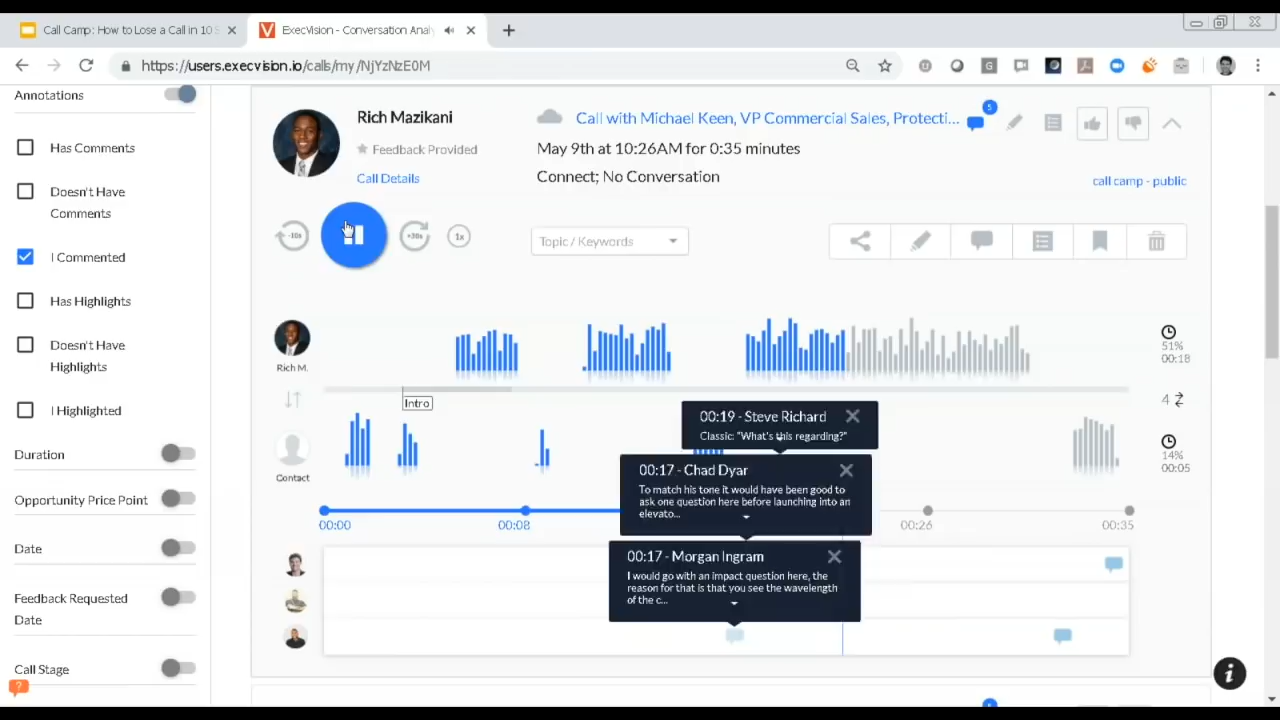 Call Camp: How to Lose a Call in 10 S
ExecVision - Conversation Analy
https://users.execvision.io/calls/my/NjYzNzE0M
Annotations
Has Comments
Doesn't Have
Comments
I Commented
Has Highlights
Doesn't Have
Highlights
I Highlighted
Duration
Opportunity Price Point
Date
Feedback Requested
Date
Call Stage
Rich Mazikani
Feedback Provided
Call Details
Call with Michael Keen, VP Commercial Sales, Protecti...
5
May 9th at 10:26AM for 0:35 minutes
Connect; No Conversation
call camp - public
-10s
+30s
1x
Topic / Keywords
Rich M.
51%
00:18
Intro
4
Contact
14%
00:05
00:19 - Steve Richard
Classic: "What's this regarding?"
00:17 - Chad Dyar
To match his tone it would have been good to
ask one question here before launching into an
elevato...
00:00
00:08
00:26
00:35
00:17 - Morgan Ingram
I would go with an impact question here, the
reason for that is that you see the wavelength
of the c...